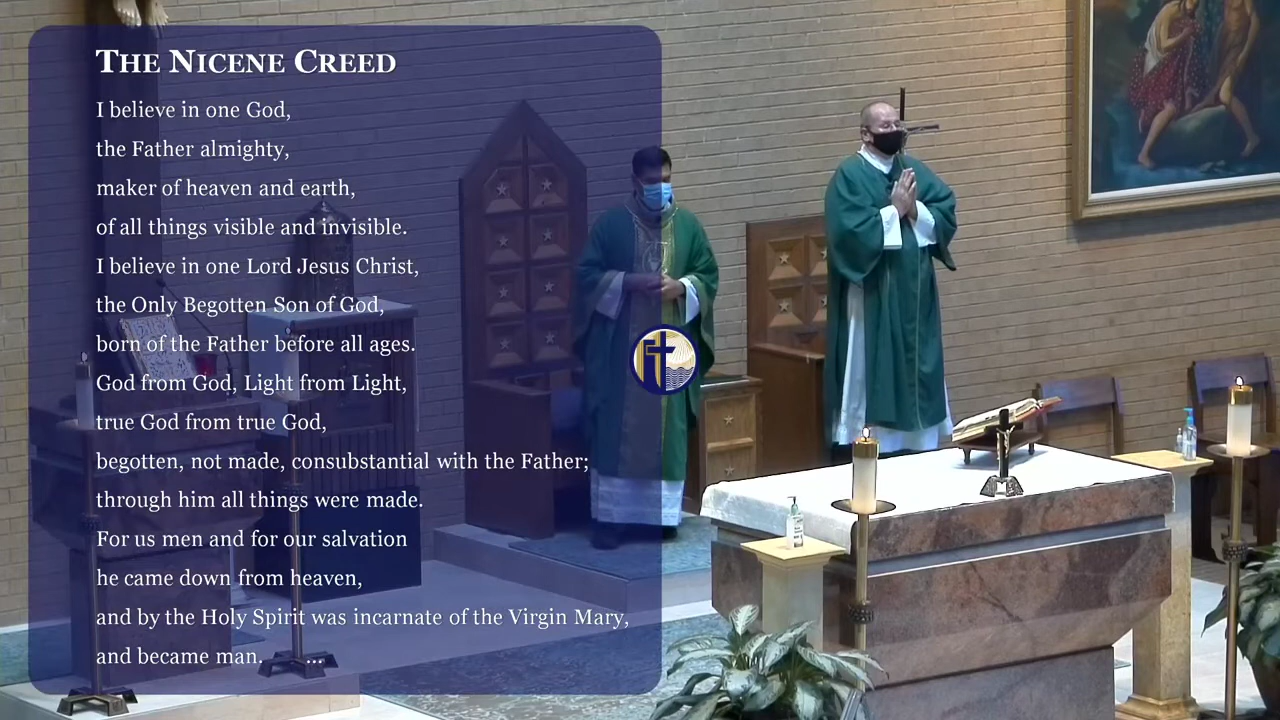 THE NICENE CREED
I believe in one God,
the Father almighty,
maker of heaven and earth,
of all things visible and invisible.
I believe in one Lord Jesus Christ,
the Only Begotten Son of God,
born of the Father before all ages.
God from God, Light from Light,
true God from true God,
begotten, not made, consubstantial with the Father;
through him all things were made.
For us men and for our salvation
he came down from heaven,
and by the Holy Spirit was incarnate of the Virgin Mary,
and became man. ...